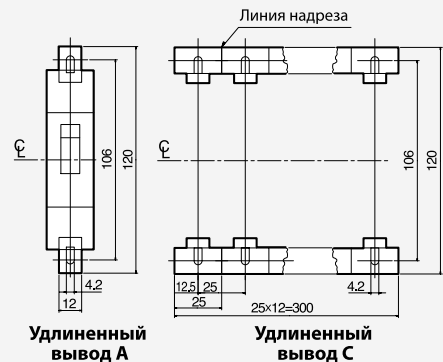 Линия надреза
℄
106
120
4.2
12
℄
106
120
12,5
25
25
4.2
25×12=300
Удлиненный
вывод A
Удлиненный
вывод C